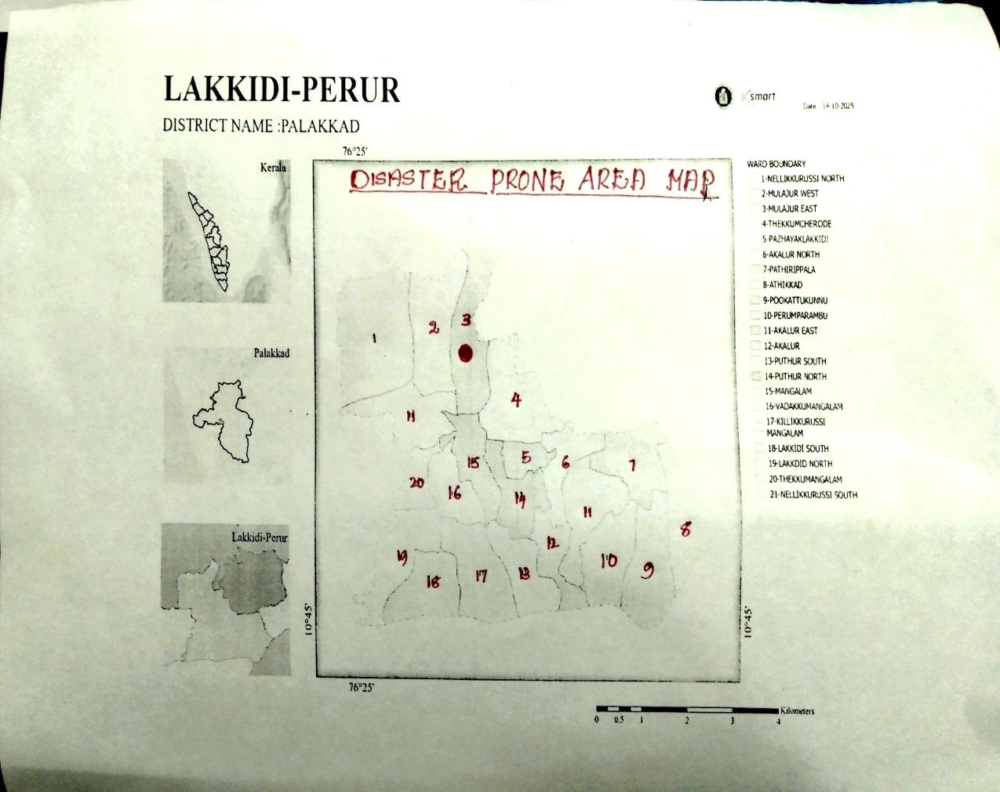 LAKKIDI-PERUR
DISTRICT NAME :PALAKKAD
Ksmart
Date : 14-10-2025
76°25'
Kerala
DISASTER PRONE AREA MAP
WARD BOUNDARY
1-NELLIKKURUSSI NORTH
2-MULAJUR WEST
3-MULAJUR EAST
4-THEKKUMCHERODE
5-PAZHAYAKLAKKIDI
6-AKALUR NORTH
7-PATHIRIPPALA
8-ATHIKKAD
9-POOKATTUKUNNU
10-PERUMPARAMBU
11-AKALUR EAST
12-AKALUR
13-PUTHUR SOUTH
14-PUTHUR NORTH
15-MANGALAM
16-VADAKKUMANGALAM
17-KILLIKKURUSSI
MANGALAM
18-LAKKIDI SOUTH
19-LAKKDID NORTH
20-THEKKUMANGALAM
21-NELLIKKURUSSI SOUTH
Palakkad
Lakkidi-Perur
3
2
1
4
11
5
15
6
7
20
16
14
11
8
12
19
10
9
18
17
13
10°45'
10°45'
76°25'
Kilometers
0 0.5 1 2 3 4